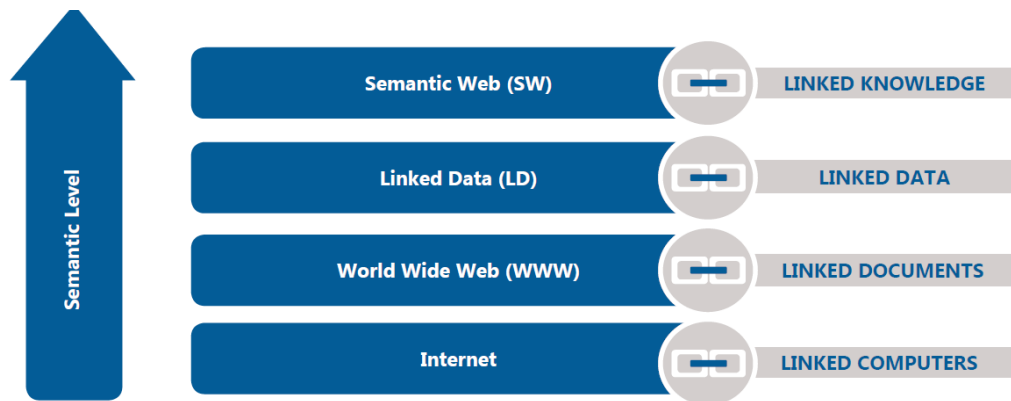 Semantic Level
Semantic Web (SW)
LINKED KNOWLEDGE
Linked Data (LD)
LINKED DATA
World Wide Web (WWW)
LINKED DOCUMENTS
Internet
LINKED COMPUTERS